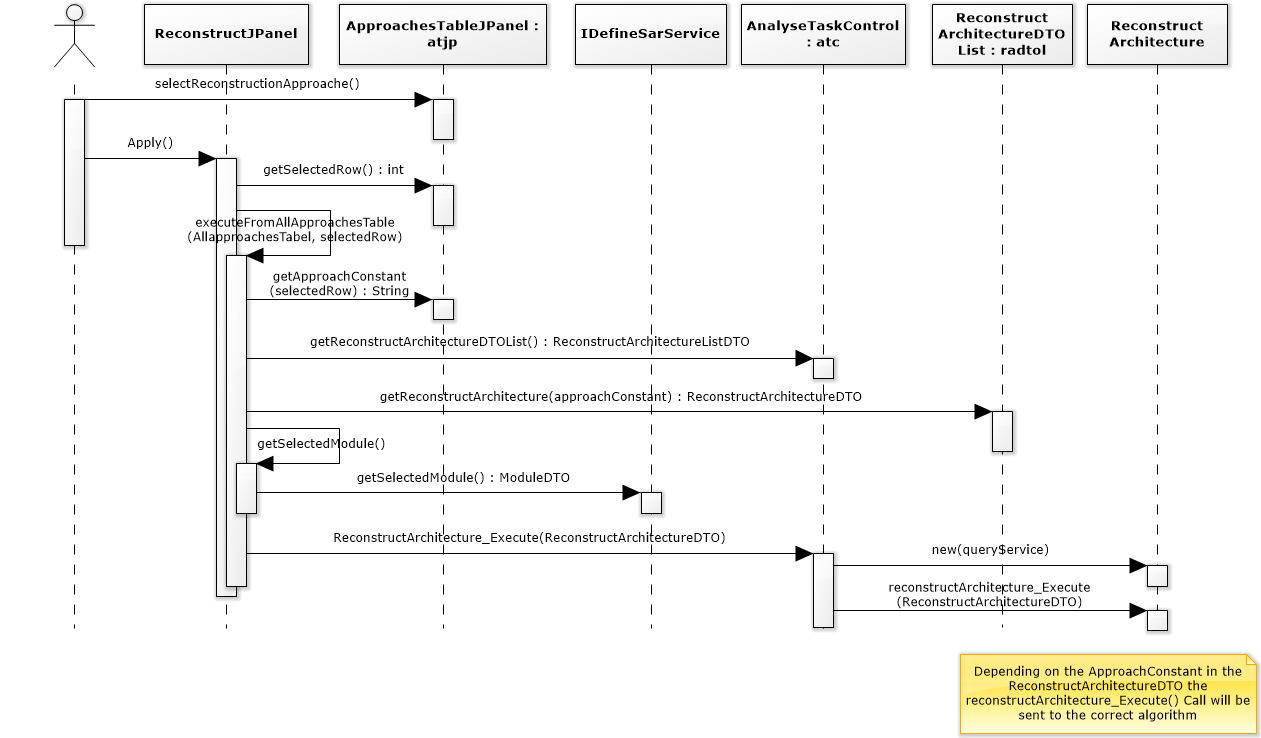 ReconstructJPanel
ApproachesTableJPanel :
atjp
IDefineSarService
AnalyseTaskControl
: atc
Reconstruct
ArchitectureDTO
List : radtol
Reconstruct
Architecture
selectReconstructionApproache()
Apply()
getSelectedRow() : int
executeFromAllApproachesTable
(AllapproachesTabel, selectedRow)
getApproachConstant
(selectedRow) : String
getReconstructArchitectureDTOList() : ReconstructArchitectureListDTO
getReconstructArchitecture(approachConstant) : ReconstructArchitectureDTO
getSelectedModule()
getSelectedModule() : ModuleDTO
ReconstructArchitecture_Execute(ReconstructArchitectureDTO)
new(queryService)
reconstructArchitecture_Execute
(ReconstructArchitectureDTO)
Depending on the ApproachConstant in the
ReconstructArchitectureDTO the
reconstructArchitecture_Execute() Call will be
sent to the correct algorithm